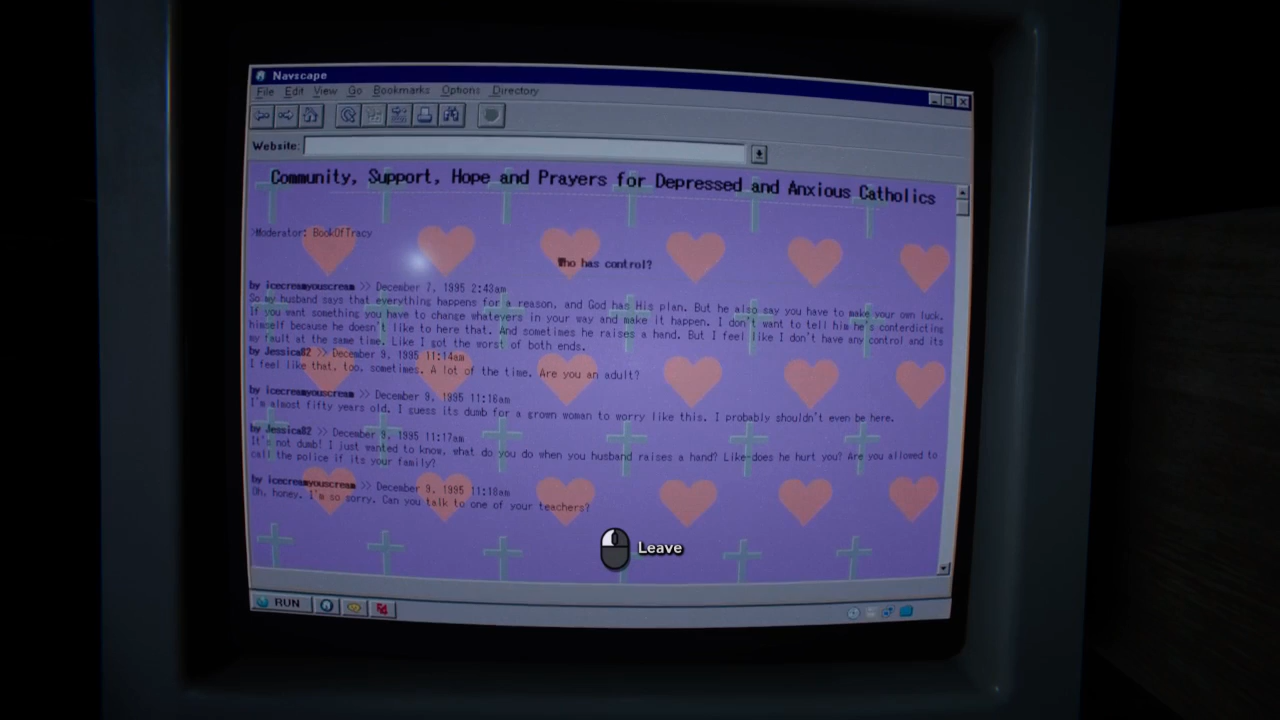 Navscape
File Edit View Go Bookmarks Options Directory
Website:
Community, Support, Hope and Prayers for Depressed and Anxious Catholics
>Moderator: BookOfTracy
Who has control?
by icecreamyouscream >> December 7, 1995 2:43am
So my husband says that everything happens for a reason, and God has His plan. But he also say you have to make your own luck.
If you want something you have to change whatevers in your way and make it happen. I don't want to tell him he's conterdicting
himself because he doesn't like to here that. And sometimes he raises a hand. But I feel like I don't have any control and its
my fault at the same time. Like I got the worst of both ends.
by Jessica82 >> December 9, 1995 11:14am
I feel like that, too, sometimes. A lot of the time. Are you an adult?
by icecreamyouscream >> December 9, 1995 11:16am
I'm almost fifty years old. I guess its dumb for a grown woman to worry like this. I probably shouldn't even be here.
by Jessica82 >> December 9, 1995 11:17am
It's not dumb! I just wanted to know, what do you do when you husband raises a hand? Like does he hurt you? Are you allowed to
call the police if its your family?
by icecreamyouscream >> December 9, 1995 11:18am
Oh, honey. I'm so sorry. Can you talk to one of your teachers?
Leave
RUN